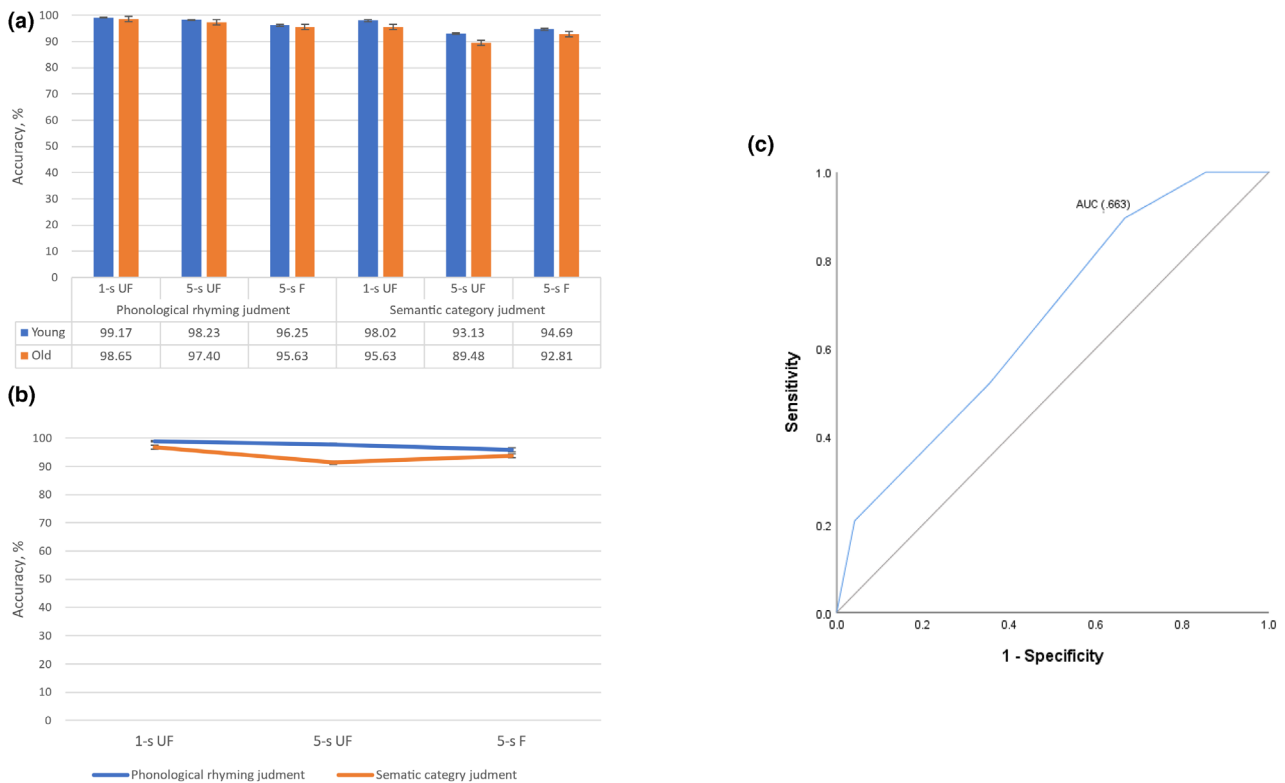 (a)
100
90
80
70
60
50
40
30
20
10
0
Accuracy, %
1-s UF 5-s UF 5-s F 1-s UF 5-s UF 5-s F
Phonological rhyming judment Semantic category judment
Young 99.17 98.23 96.25 98.02 93.13 94.69
Old 98.65 97.40 95.63 95.63 89.48 92.81
(b)
100
90
80
70
60
50
40
30
20
10
0
Accuracy, %
1-s UF 5-s UF 5-s F
Phonological rhyming judment Sematic categry judment
(c)
1.0
0.8
0.6
0.4
0.2
0.0
Sensitivity
AUC (.663)
0.0 0.2 0.4 0.6 0.8 1.0
1 - Specificity